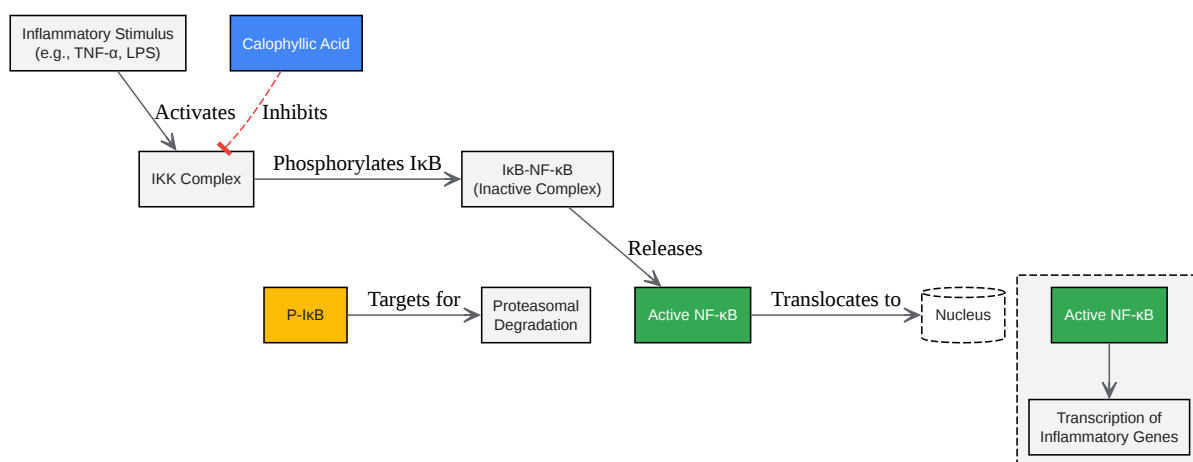 Inflammatory Stimulus
(e.g., TNF-α, LPS)
Calophyllic Acid
Activates
Inhibits
IKK Complex
Phosphorylates IκB
IκB-NF-κB
(Inactive Complex)
Releases
P-IκB
Targets for
Proteasomal
Degradation
Active NF-κB
Translocates to
Nucleus
Active NF-κB
Transcription of
Inflammatory Genes